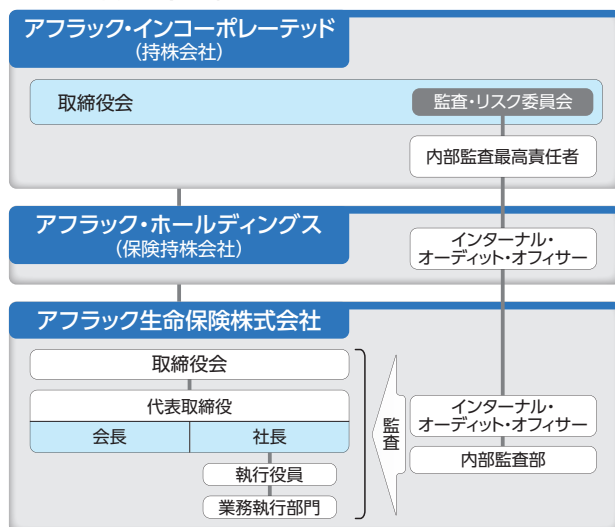 アフラック・インコーポレーテッド
（持株会社）
取締役会
監査・リスク委員会
内部監査最高責任者
アフラック・ホールディングス
（保険持株会社）
インターナル・
オーディット・オフィサー
アフラック生命保険株式会社
取締役会
代表取締役
会長
社長
執行役員
業務執行部門
監査
インターナル・
オーディット・オフィサー
内部監査部